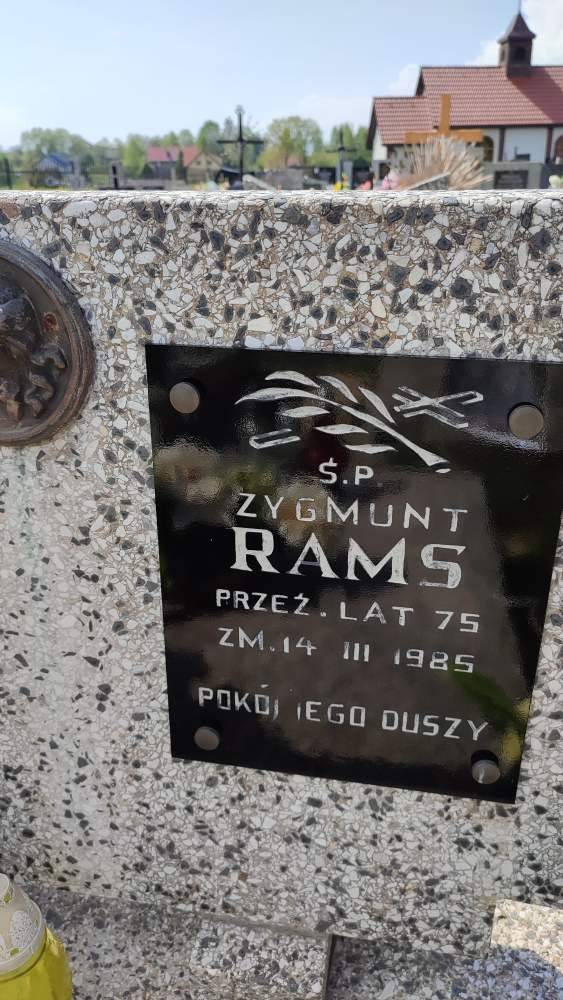 Ś.P.
ZYGMUNT
RAMS
PRZEŻ. LAT 75
ZM. 14 III 1985
POKÓJ JEGO DUSZY